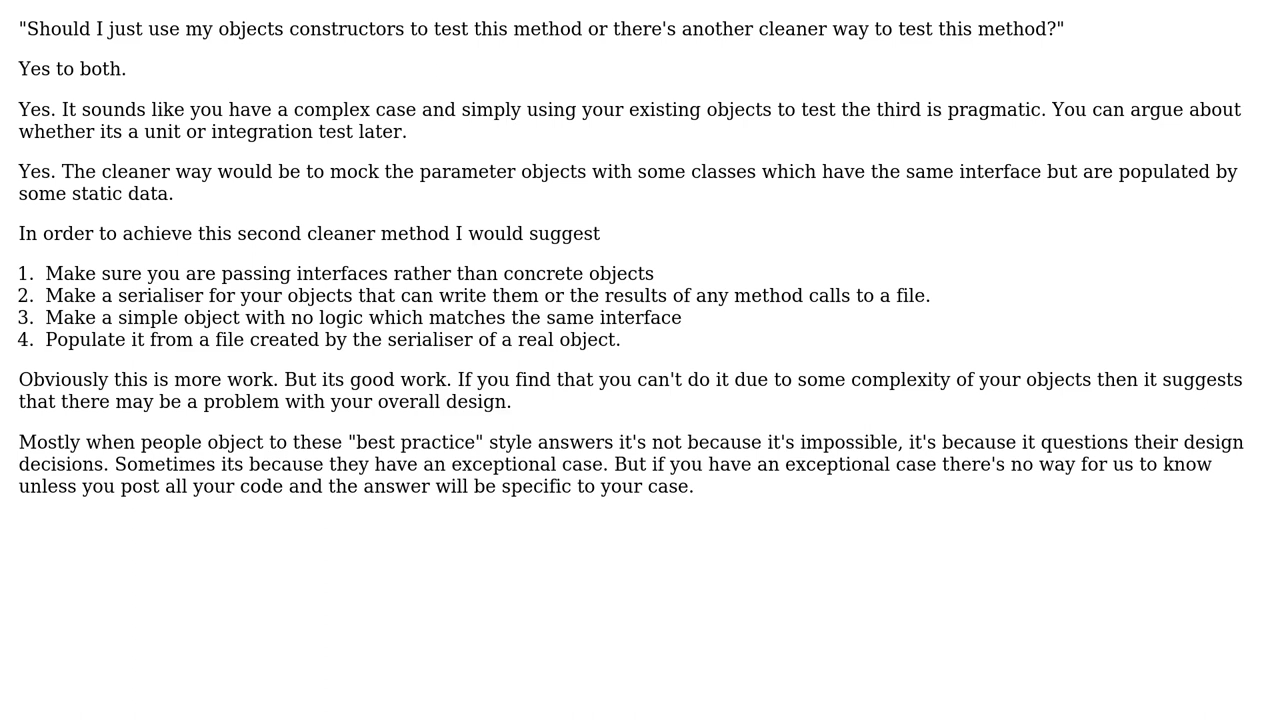 "Should I just use my objects constructors to test this method or there's another cleaner way to test this method?"
Yes to both.
Yes. It sounds like you have a complex case and simply using your existing objects to test the third is pragmatic. You can argue about
whether its a unit or integration test later.
Yes. The cleaner way would be to mock the parameter objects with some classes which have the same interface but are populated by
some static data.
In order to achieve this second cleaner method I would suggest
1. Make sure you are passing interfaces rather than concrete objects
2. Make a serialiser for your objects that can write them or the results of any method calls to a file.
3. Make a simple object with no logic which matches the same interface
4. Populate it from a file created by the serialiser of a real object.
Obviously this is more work. But its good work. If you find that you can't do it due to some complexity of your objects then it suggests
that there may be a problem with your overall design.
Mostly when people object to these "best practice" style answers it's not because it's impossible, it's because it questions their design
decisions. Sometimes its because they have an exceptional case. But if you have an exceptional case there's no way for us to know
unless you post all your code and the answer will be specific to your case.